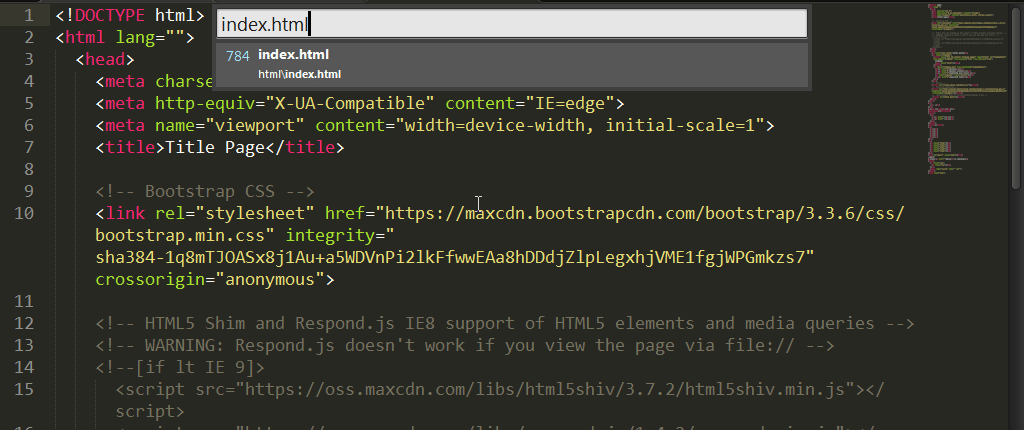 index.html
784 index.html
html\index.html
1 <!DOCTYPE html>
2 <html lang="">
3 <head>
4 <meta charse
5 <meta http-equiv="X-UA-Compatible" content="IE=edge">
6 <meta name="viewport" content="width=device-width, initial-scale=1">
7 <title>Title Page</title>
8
9 <!-- Bootstrap CSS -->
10 <link rel="stylesheet" href="https://maxcdn.bootstrapcdn.com/bootstrap/3.3.6/css/
bootstrap.min.css" integrity="
sha384-1q8mTJOASx8j1Au+a5WDVnPi2lkFfwwEAa8hDDdjZlpLegxhjVME1fgjWPGmkzs7"
crossorigin="anonymous">
11
12 <!-- HTML5 Shim and Respond.js IE8 support of HTML5 elements and media queries -->
13 <!-- WARNING: Respond.js doesn't work if you view the page via file:// -->
14 <!--[if lt IE 9]>
15 <script src="https://oss.maxcdn.com/libs/html5shiv/3.7.2/html5shiv.min.js"></
script>